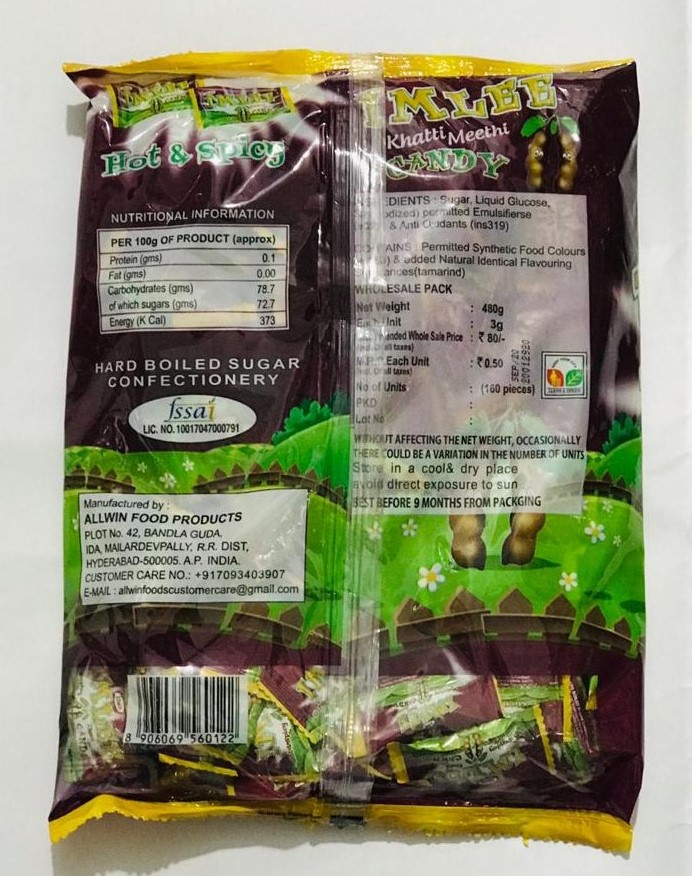 Hot & Spicy
NUTRITIONAL INFORMATION
PER 100g OF PRODUCT (approx)
Protein (gms) 0.1
Fat (gms) 0.00
Carbohydrates (gms) 78.7
of which sugars (gms) 72.7
Energy (K Cal) 373
HARD BOILED SUGAR
CONFECTIONERY
fssai
LIC. NO. 10017047000791
Manufactured by :
ALLWIN FOOD PRODUCTS
PLOT No. 42, BANDLA GUDA,
IDA, MAILARDEVPALLY, R.R. DIST,
HYDERABAD-500005. A.P. INDIA.
CUSTOMER CARE NO.: +917093403907
E-MAIL : allwinfoodscustomercare@gmail.com
8 906069 560122
IMLEE
Khatti Meethi
CANDY
: Sugar, Liquid Glucose,
permitted Emulsifierse
& Anti
(ins319)
: Permitted Synthetic Food Colours
& added Natural Identical Flavouring
(tamarind)
WHOLESALE PACK
Net Weight : 480g
Unit : 3g
Whole Sale Price : ₹ 80/-
all taxes)
Each Unit : ₹ 0.50
all taxes)
No of Units : (160 pieces)
PKD :
Lot No :
SEP/20
20012920
WITHOUT AFFECTING THE NET WEIGHT, OCCASIONALLY
THERE COULD BE A VARIATION IN THE NUMBER OF UNITS
Store in a cool& dry place
avoid direct exposure to sun
BEST BEFORE 9 MONTHS FROM PACKGING